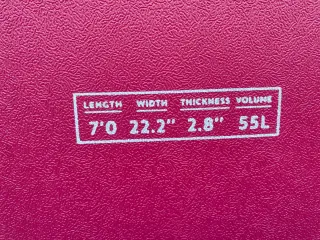 LENGTH WIDTH THICKNESS VOLUME
7'0 22.2" 2.8" 55L